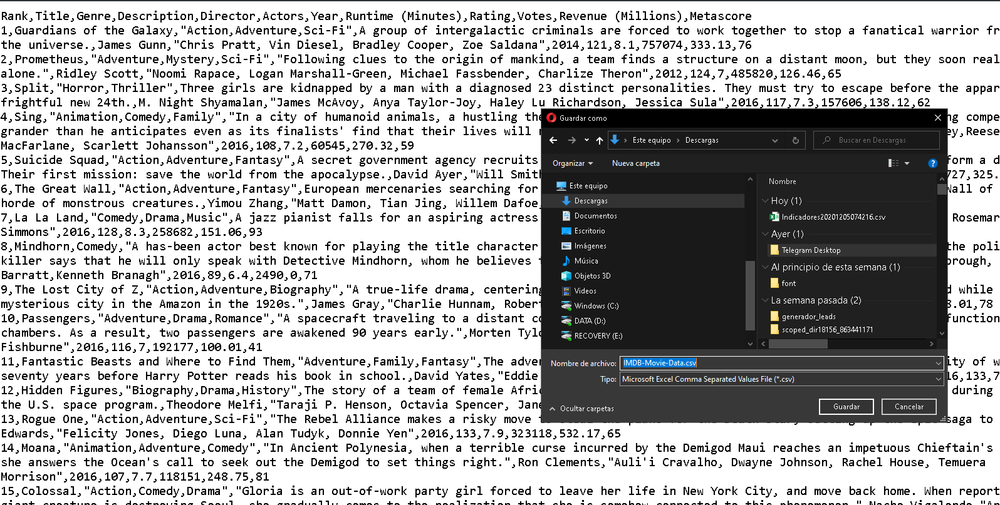 Rank,Title,Genre,Description,Director,Actors,Year,Runtime (Minutes),Rating,Votes,Revenue (Millions),Metascore
1,Guardians of the Galaxy,"Action,Adventure,Sci-Fi",A group of intergalactic criminals are forced to work together to stop a fanatical warrior fr
the universe.,James Gunn,"Chris Pratt, Vin Diesel, Bradley Cooper, Zoe Saldana",2014,121,8.1,757074,333.13,76
2,Prometheus,"Adventure,Mystery,Sci-Fi","Following clues to the origin of mankind, a team finds a structure on a distant moon, but they soon real
alone.",Ridley Scott,"Noomi Rapace, Logan Marshall-Green, Michael Fassbender, Charlize Theron",2012,124,7,485820,126.46,65
3,Split,"Horror,Thriller",Three girls are kidnapped by a man with a diagnosed 23 distinct personalities. They must try to escape before the appar
frightful new 24th.,M. Night Shyamalan,"James McAvoy, Anya Taylor-Joy, Haley Lu Richardson, Jessica Sula",2016,117,7.3,157606,138.12,62
4,Sing,"Animation,Comedy,Family","In a city of humanoid animals, a hustling the ng compe
grander than he anticipates even as its finalists' find that their lives will ey,Reese
MacFarlane, Scarlett Johansson",2016,108,7.2,60545,270.32,59
5,Suicide Squad,"Action,Adventure,Fantasy",A secret government agency recruits form a d
Their first mission: save the world from the apocalypse.,David Ayer,"Will Smith 727,325.
6,The Great Wall,"Action,Adventure,Fantasy",European mercenaries searching for Wall of
horde of monstrous creatures.,Yimou Zhang,"Matt Damon, Tian Jing, Willem Dafoe,
7,La La Land,"Comedy,Drama,Music",A jazz pianist falls for an aspiring actress Rosemar
Simmons",2016,128,8.3,258682,151.06,93
8,Mindhorn,Comedy,"A has-been actor best known for playing the title character the poli
killer says that he will only speak with Detective Mindhorn, whom he believes orough,
Barratt,Kenneth Branagh",2016,89,6.4,2490,0,71
9,The Lost City of Z,"Action,Adventure,Biography","A true-life drama, centering d while
mysterious city in the Amazon in the 1920s.",James Gray,"Charlie Hunnam, Robert 8.01,78
10,Passengers,"Adventure,Drama,Romance","A spacecraft traveling to a distant co function
chambers. As a result, two passengers are awakened 90 years early.",Morten Tyld
Fishburne",2016,116,7,192177,100.01,41
11,Fantastic Beasts and Where to Find Them,"Adventure,Family,Fantasy",The adven ity of w
seventy years before Harry Potter reads his book in school.,David Yates,"Eddie 16,133,7
12,Hidden Figures,"Biography,Drama,History",The story of a team of female Afric during
the U.S. space program.,Theodore Melfi,"Taraji P. Henson, Octavia Spencer, Jane
13,Rogue One,"Action,Adventure,Sci-Fi","The Rebel Alliance makes a risky move saga to
Edwards,"Felicity Jones, Diego Luna, Alan Tudyk, Donnie Yen",2016,133,7.9,323118,532.17,65
14,Moana,"Animation,Adventure,Comedy","In Ancient Polynesia, when a terrible curse incurred by the Demigod Maui reaches an impetuous Chieftain's
she answers the Ocean's call to seek out the Demigod to set things right.",Ron Clements,"Auli'i Cravalho, Dwayne Johnson, Rachel House, Temuera
Morrison",2016,107,7.7,118151,248.75,81
15,Colossal,"Action,Comedy,Drama","Gloria is an out-of-work party girl forced to leave her life in New York City, and move back home. When report
Guardar como
Este equipo > Descargas
Buscar en Descargas
Organizar
Nueva carpeta
Este equipo
Descargas
Documentos
Escritorio
Imágenes
Música
Objetos 3D
Videos
Windows (C:)
DATA (D:)
RECOVERY (E:)
Nombre
Hoy (1)
Indicadores20201205074216.csv
Ayer (1)
Telegram Desktop
Al principio de esta semana (1)
font
La semana pasada (2)
generador_leads
scoped_dir18156_863441171
Nombre de archivo: IMDB-Movie-Data.csv
Tipo: Microsoft Excel Comma Separated Values File (*.csv)
Ocultar carpetas
Guardar
Cancelar